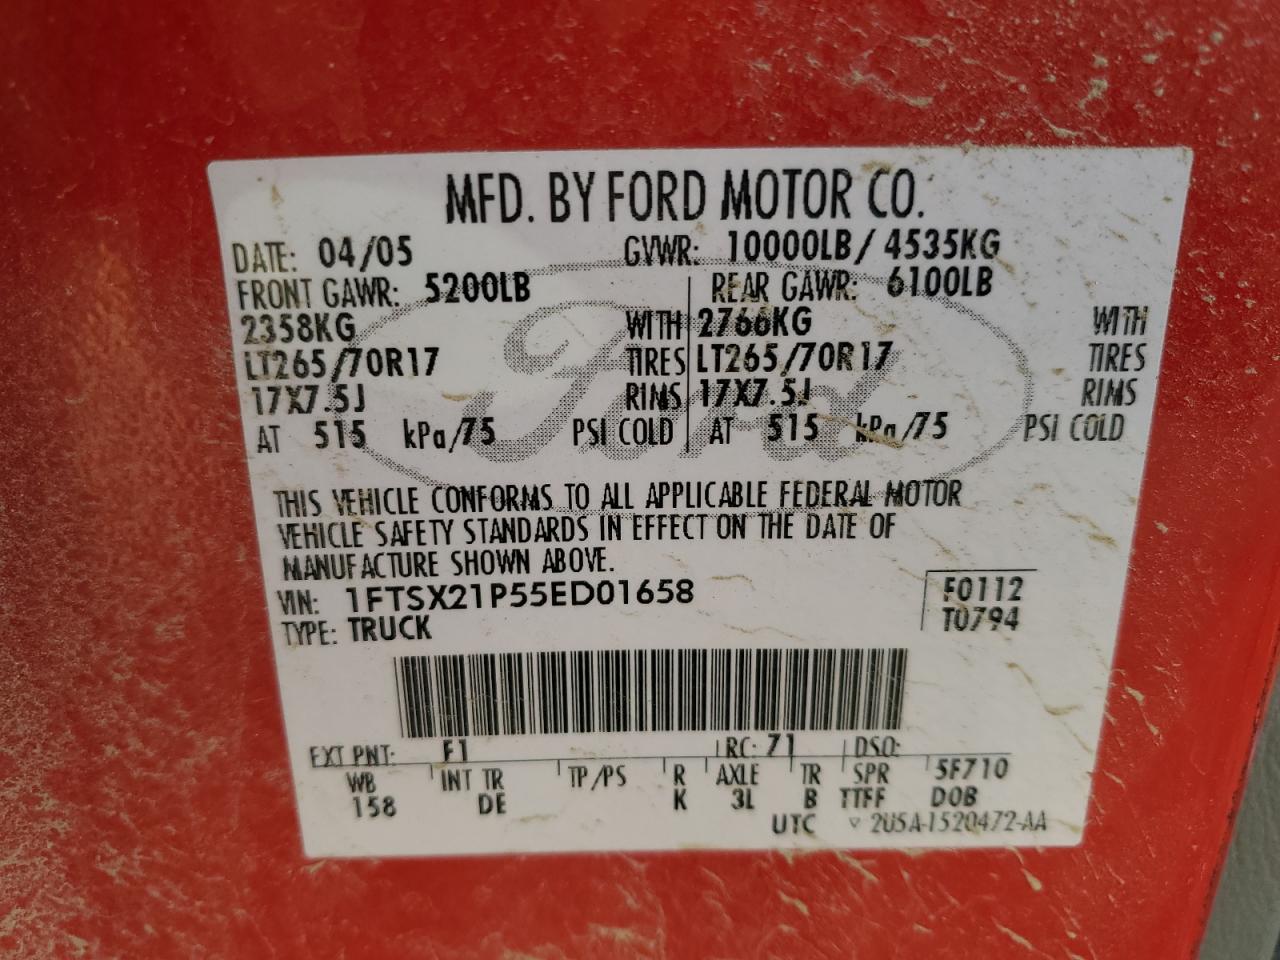 MFD. BY FORD MOTOR CO.
DATE: 04/05 GVWR: 10000LB/ 4535KG
FRONT GAWR: 5200LB REAR GAWR: 6100LB
2358KG WITH 2766KG WITH
LT265/70R17 TIRES LT265/70R17 TIRES
17X7.5J RIMS 17X7.5J RIMS
AT 515 kPa/75 PSI COLD AT 515 kPa/75 PSI COLD
Ford
THIS VEHICLE CONFORMS TO ALL APPLICABLE FEDERAL MOTOR
VEHICLE SAFETY STANDARDS IN EFFECT ON THE DATE OF
MANUFACTURE SHOWN ABOVE.
VIN: 1FTSX21P55ED01658 F0112
TYPE: TRUCK T0794
EXT PNT: F1 RC: 71 DSO:
WB INT TR TP/PS R AXLE TR SPR 5F710
158 DE K 3L B TTFF DOB
UTC ▽ 2U5A-1520472-AA